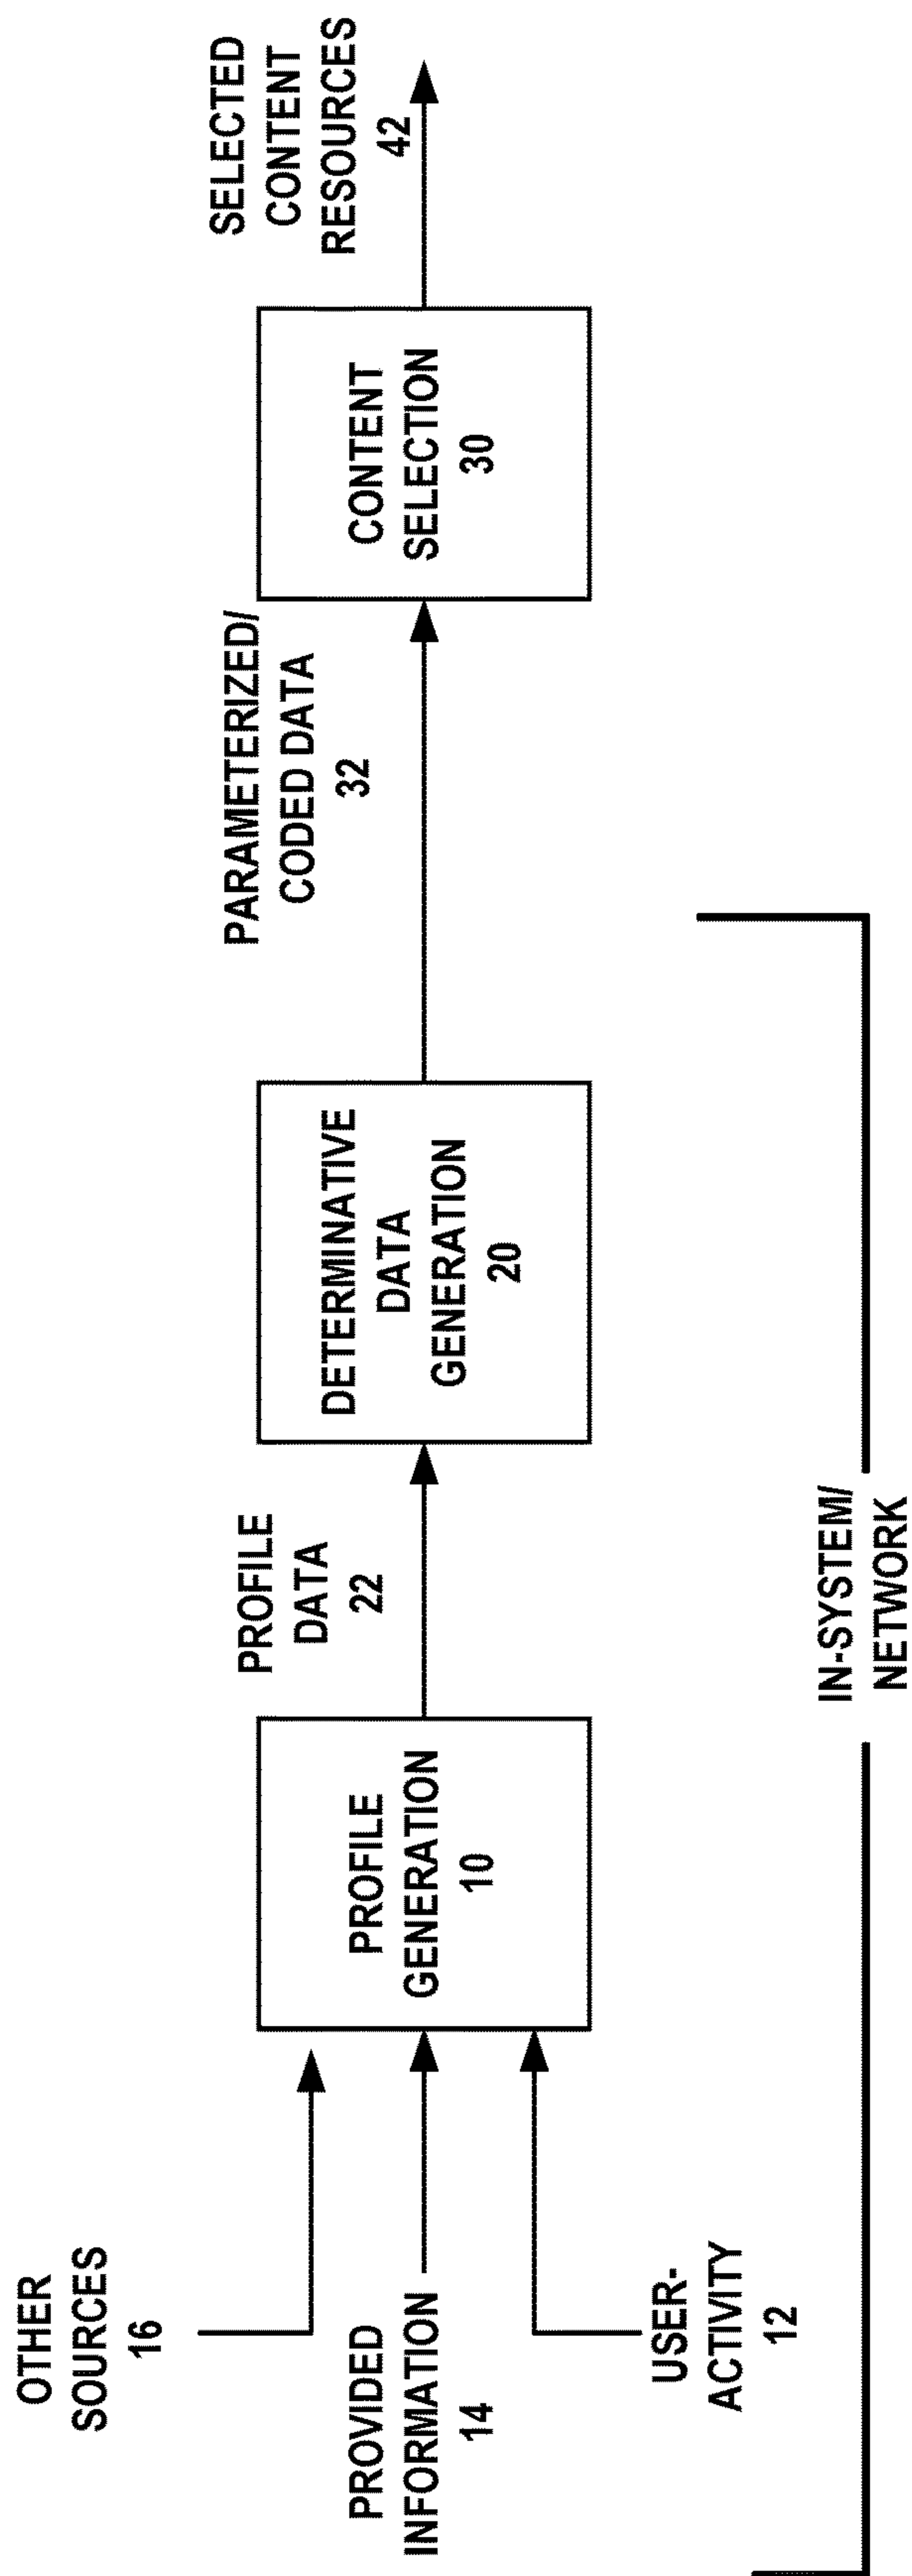 OTHER
SOURCES
16
PROVIDED
INFORMATION
14
USER-
ACTIVITY
12
PROFILE
GENERATION
10
PROFILE
DATA
22
DETERMINATIVE
DATA
GENERATION
20
PARAMETERIZED/
CODED DATA
32
CONTENT
SELECTION
30
SELECTED
CONTENT
RESOURCES
42
IN-SYSTEM/
NETWORK